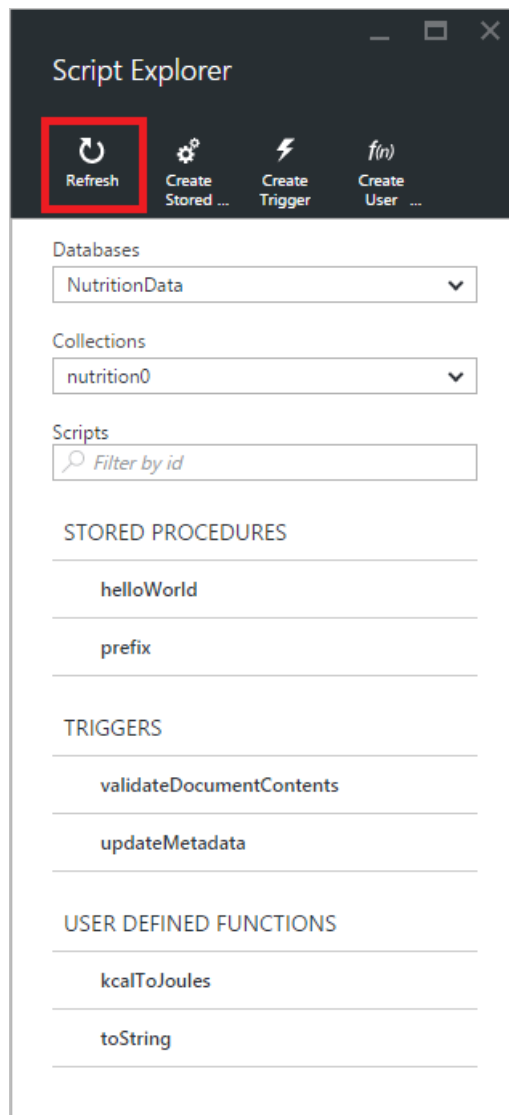 Script Explorer
Refresh
Create
Stored ...
Create
Trigger
f(n)
Create
User ...
Databases
NutritionData
Collections
nutrition0
Scripts
Filter by id
STORED PROCEDURES
helloWorld
prefix
TRIGGERS
validateDocumentContents
updateMetadata
USER DEFINED FUNCTIONS
kcalToJoules
toString